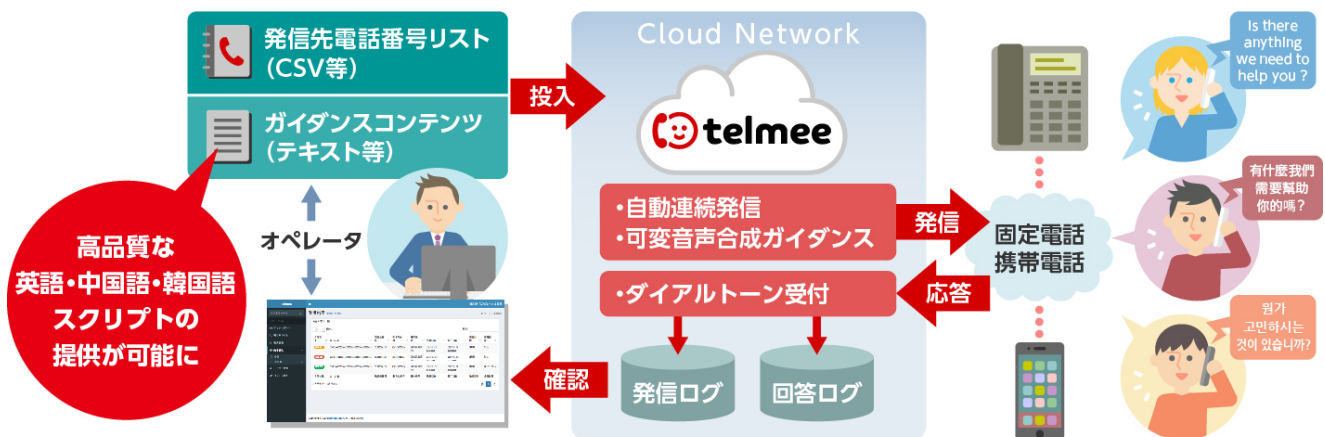 発信先電話番号リスト
(CSV等)
ガイダンスコンテンツ
(テキスト等)
高品質な
英語・中国語・韓国語
スクリプトの
提供が可能に
オペレータ
投入
Cloud Network
telmee
・自動連続発信
・可変音声合成ガイダンス
・ダイアルトーン受付
発信ログ
回答ログ
確認
発信
応答
固定電話
携帯電話
Is there
anything
we need to
help you ?
有什麼我們
需要幫助
你的嗎？
뭔가
고민하시는
것이 있습니까?